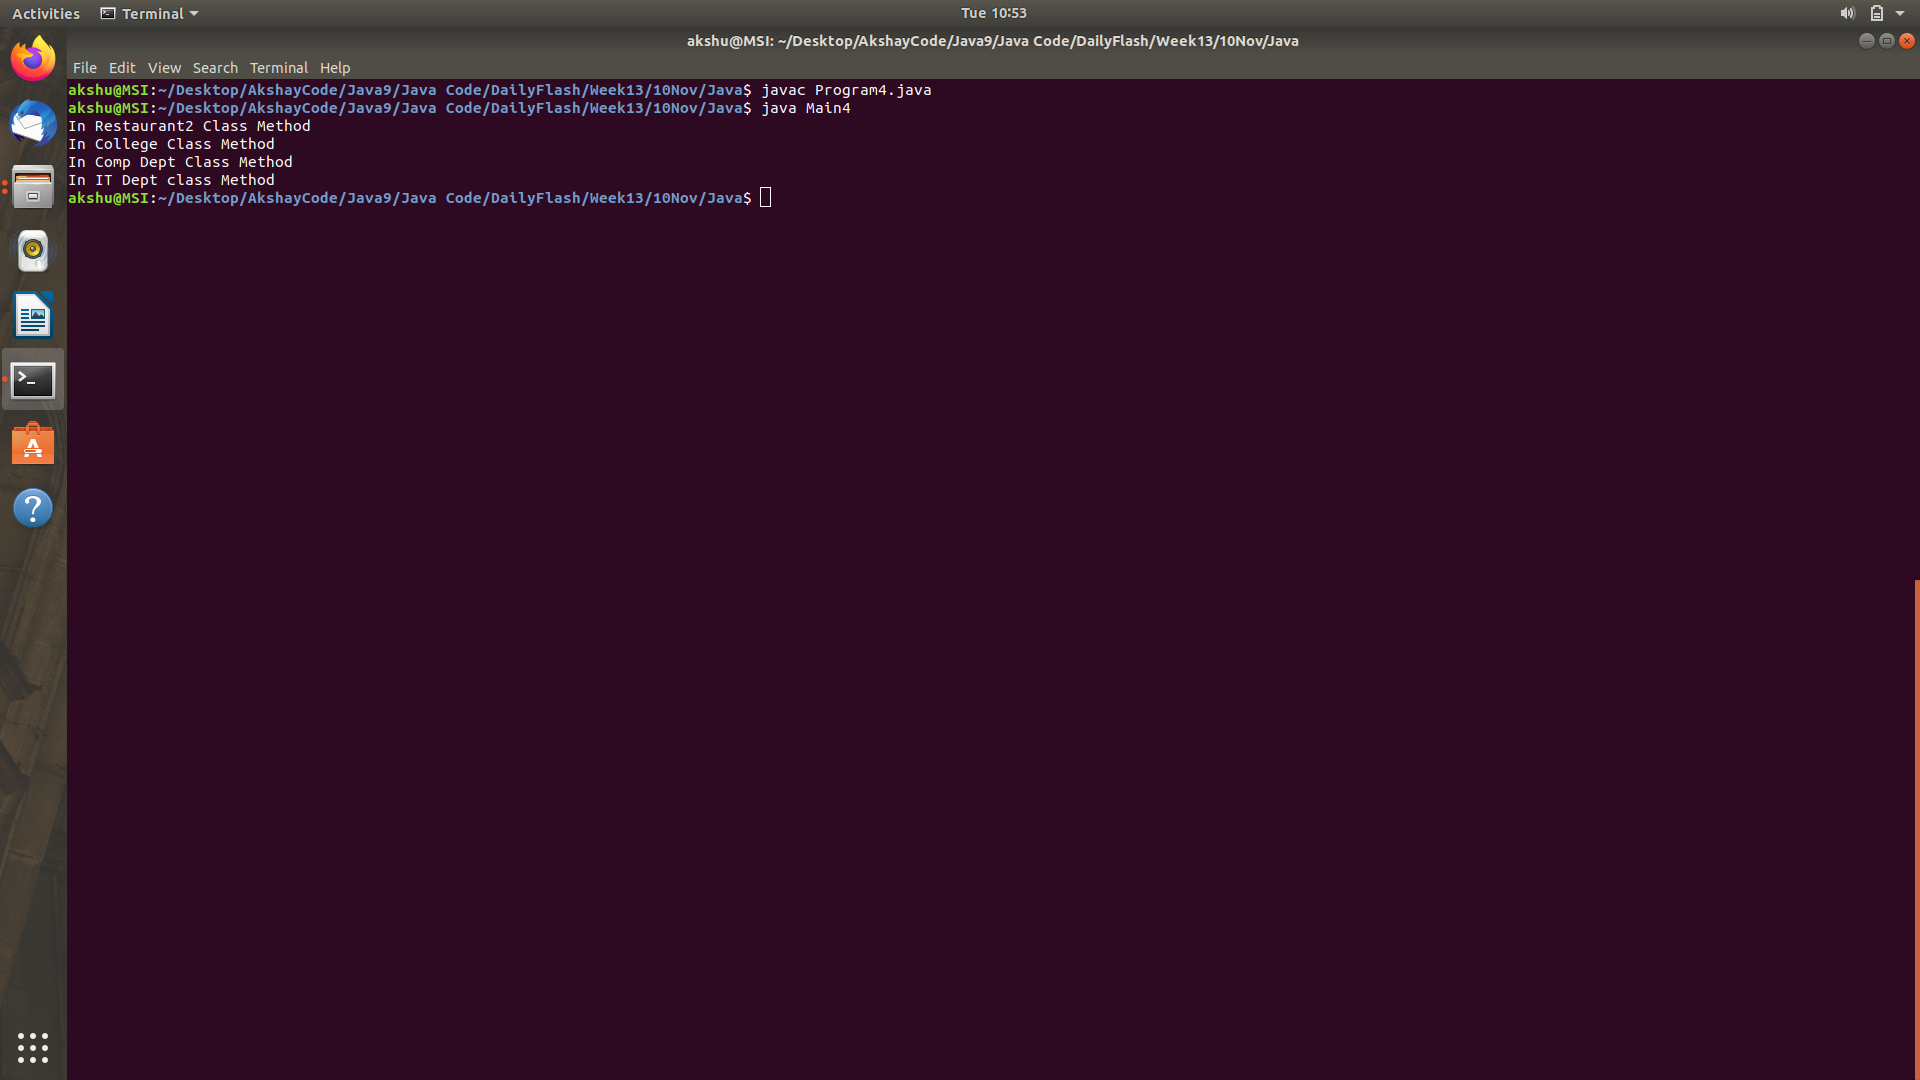 Activities Terminal Tue 10:53
akshu@MSI: ~/Desktop/AkshayCode/Java9/Java Code/DailyFlash/Week13/10Nov/Java
File Edit View Search Terminal Help
akshu@MSI:~/Desktop/AkshayCode/Java9/Java Code/DailyFlash/Week13/10Nov/Java$ javac Program4.java
akshu@MSI:~/Desktop/AkshayCode/Java9/Java Code/DailyFlash/Week13/10Nov/Java$ java Main4
In Restaurant2 Class Method
In College Class Method
In Comp Dept Class Method
In IT Dept class Method
akshu@MSI:~/Desktop/AkshayCode/Java9/Java Code/DailyFlash/Week13/10Nov/Java$